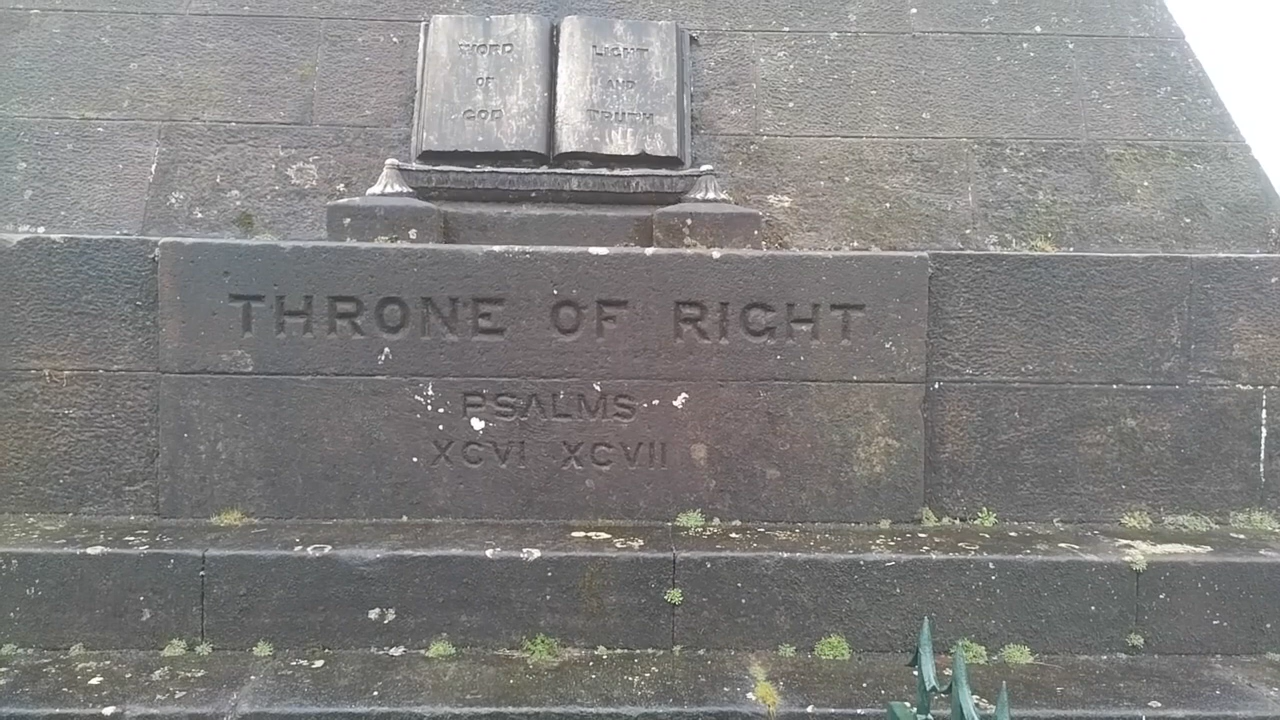 WORD
OF
GOD
LIGHT
AND
TRUTH
THRONE OF RIGHT
PSALMS
XCVI XCVII